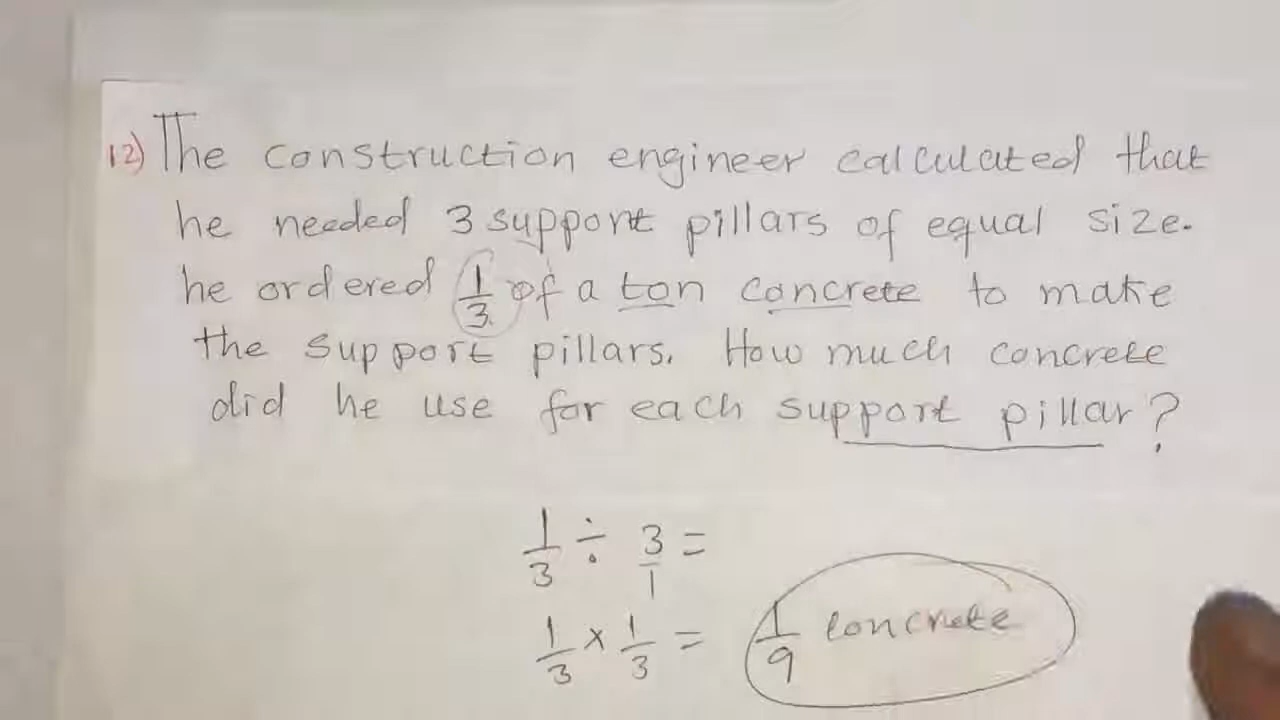 12) The construction engineer calculated that
he needed 3 support pillars of equal size.
he ordered 1/3 of a ton concrete to make
the support pillars. How much concrete
did he use for each support pillar?
1/3 ÷ 3/1 =
1/3 × 1/3 = 1/9 concrete